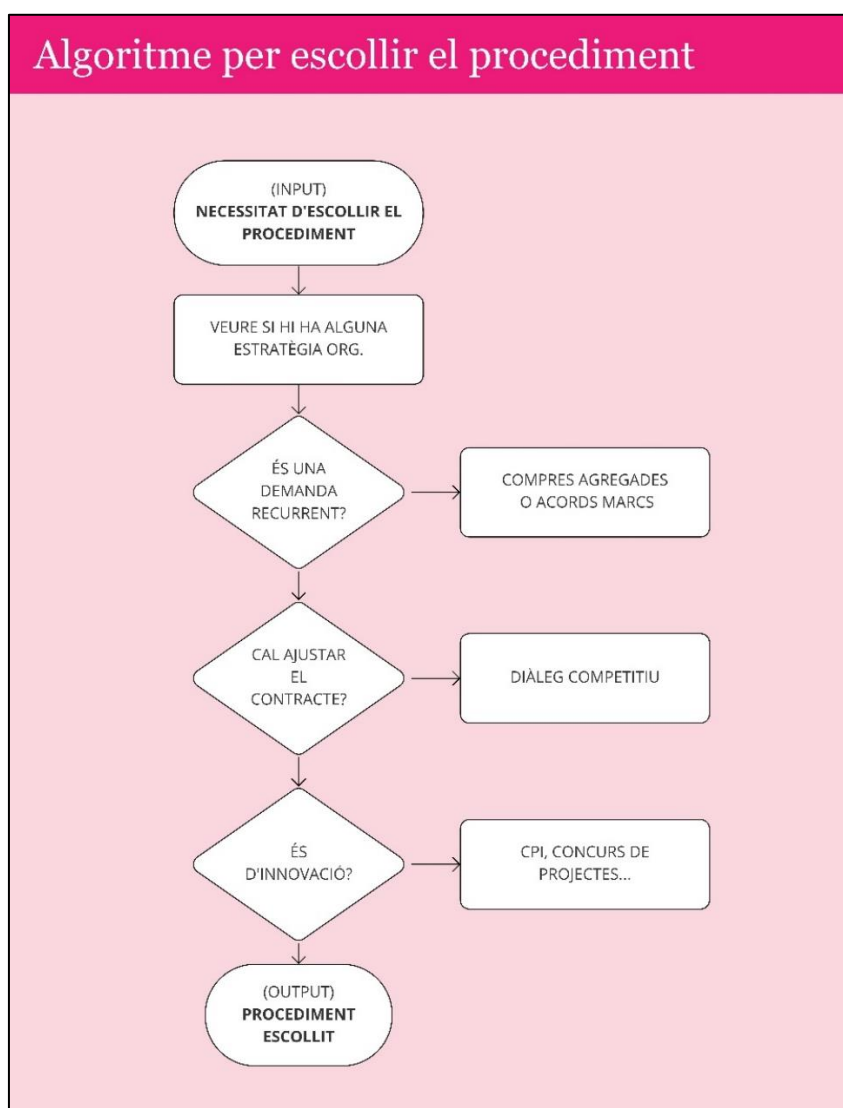 Algoritme per escollir el procediment
(INPUT)
NECESSITAT D'ESCOLLIR EL
PROCEDIMENT
VEURE SI HI HA ALGUNA
ESTRATÈGIA ORG.
ÉS UNA
DEMANDA
RECURRENT?
COMPRES AGREGADES
O ACORDS MARCS
CAL AJUSTAR
EL
CONTRACTE?
DIÀLEG COMPETITIU
ÉS
D'INNOVACIÓ?
CPI, CONCURS DE
PROJECTES...
(OUTPUT)
PROCEDIMENT
ESCOLLIT